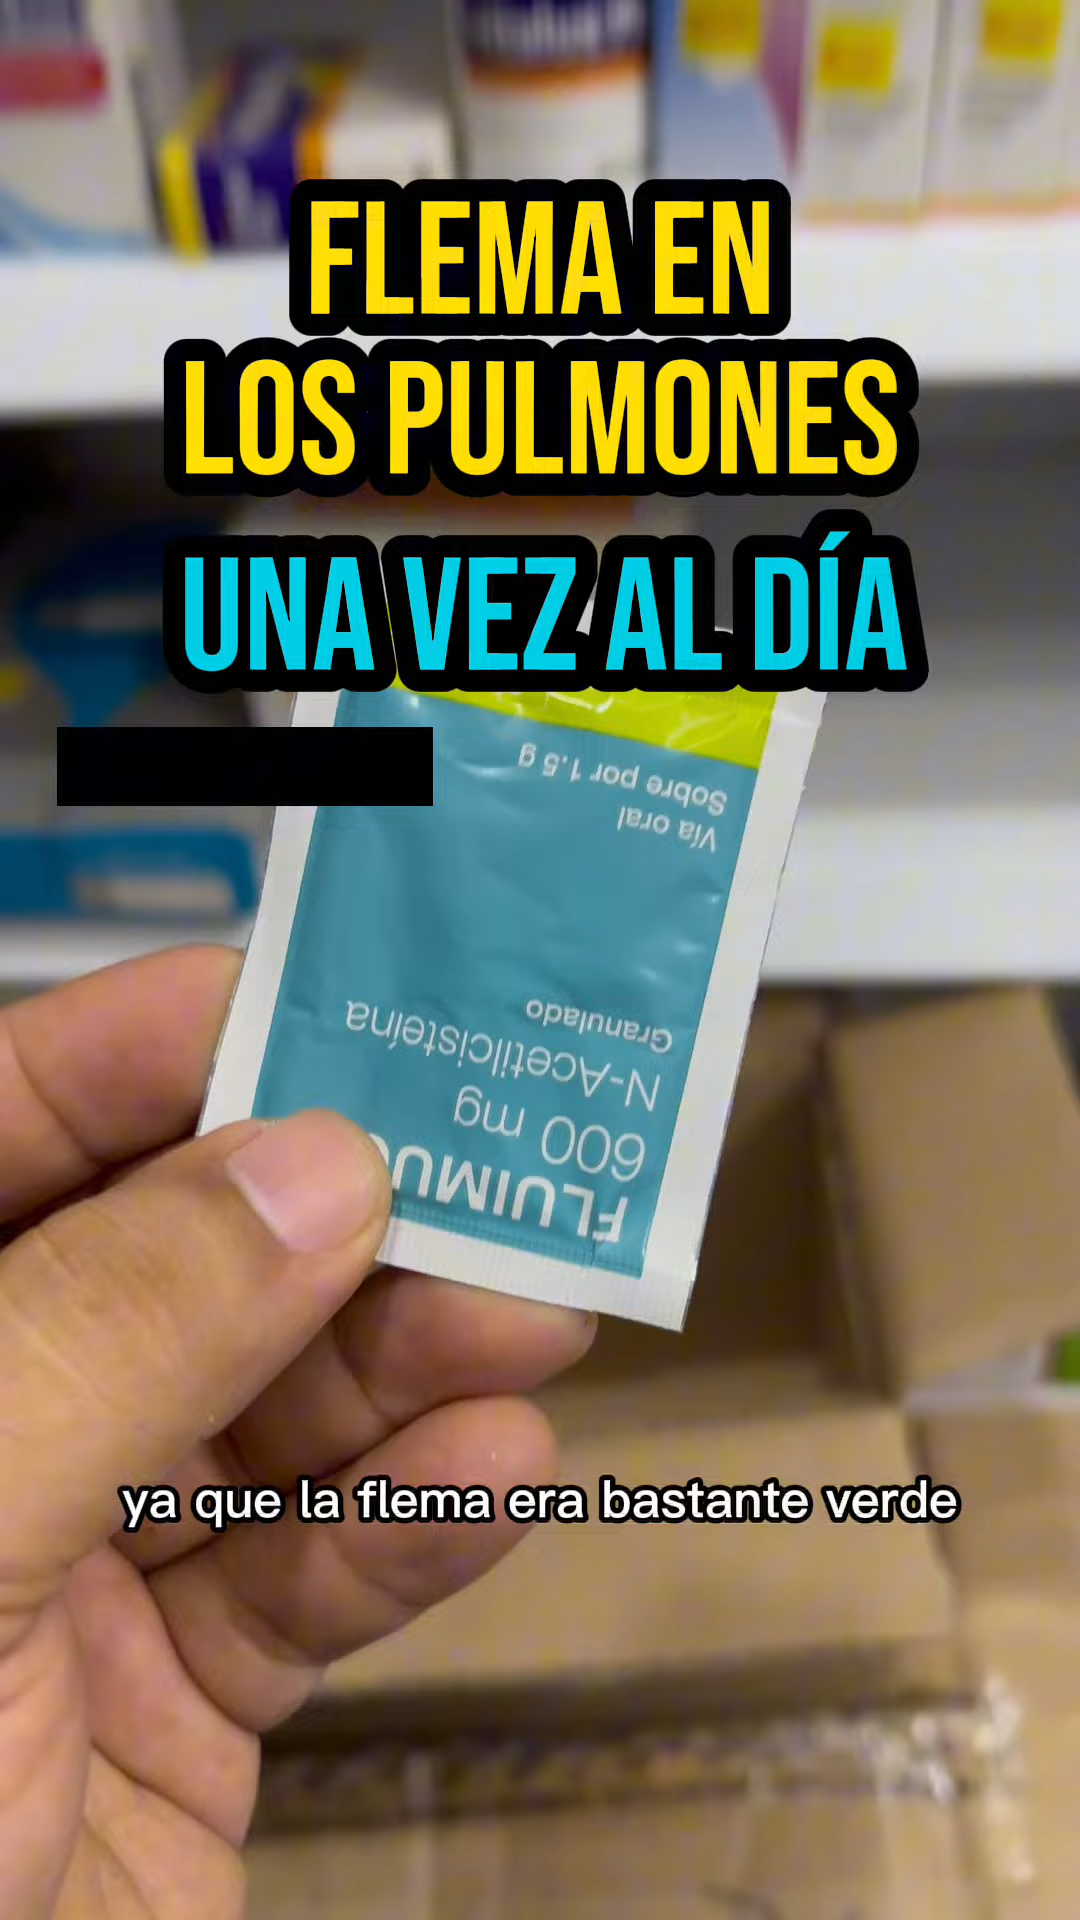 FLEMA EN
LOS PULMONES
UNA VEZ AL DÍA
Sobre por 1.5 g
Vía oral
Granulado
N-Acetilcisteína
600 mg
ya que la flema era bastante verde